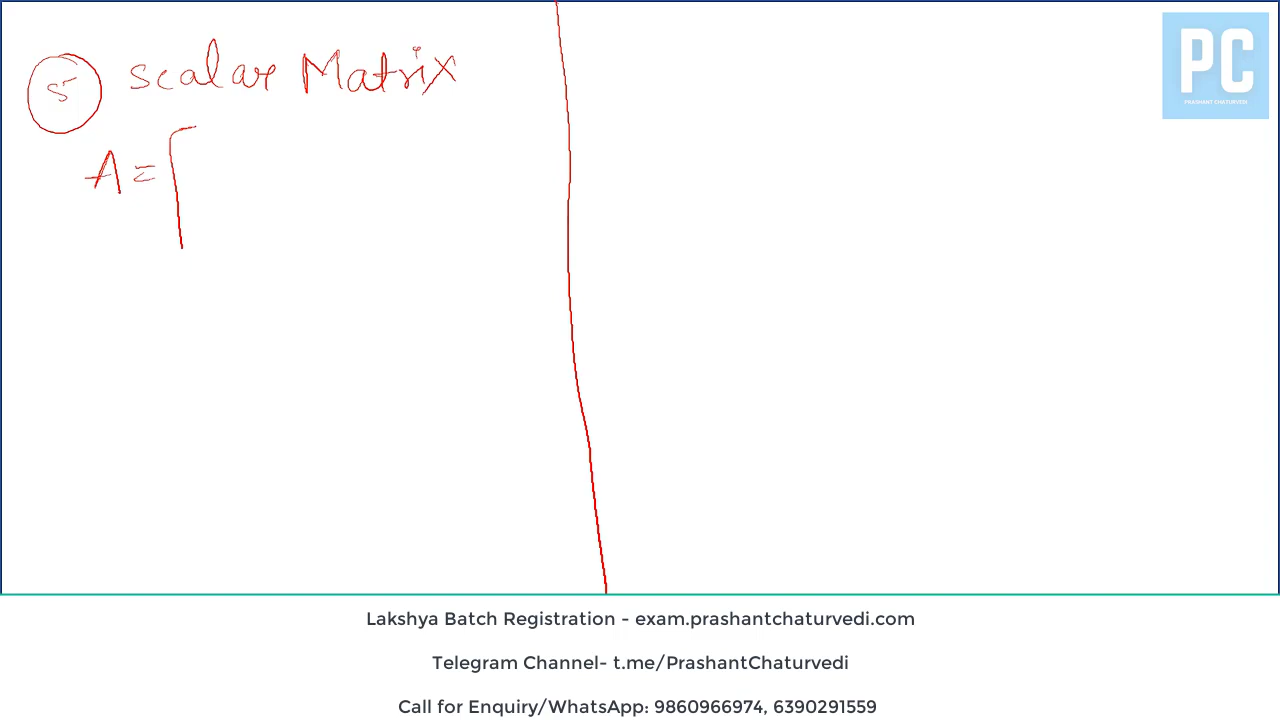 5 Scalar Matrix
A = [
PC
PRASHANT CHATURVEDI
Lakshya Batch Registration - exam.prashantchaturvedi.com
Telegram Channel- t.me/PrashantChaturvedi
Call for Enquiry/WhatsApp: 9860966974, 6390291559